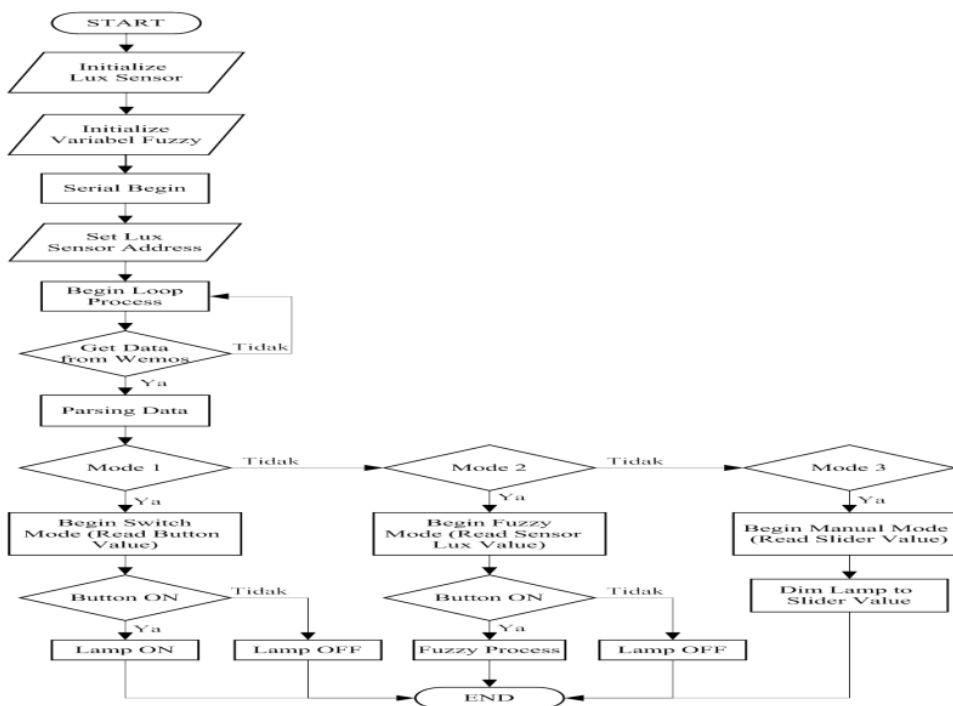 START
Initialize
Lux Sensor
Initialize
Variabel Fuzzy
Serial Begin
Set Lux
Sensor Address
Begin Loop
Process
Get Data
from Wemos
Tidak
Ya
Parsing Data
Mode 1
Tidak
Mode 2
Tidak
Mode 3
Ya
Ya
Ya
Begin Switch
Mode (Read Button
Value)
Begin Fuzzy
Mode (Read Sensor
Lux Value)
Begin Manual Mode
(Read Slider Value)
Button ON
Tidak
Button ON
Tidak
Dim Lamp to
Slider Value
Ya
Ya
Lamp ON
Lamp OFF
Fuzzy Process
Lamp OFF
END